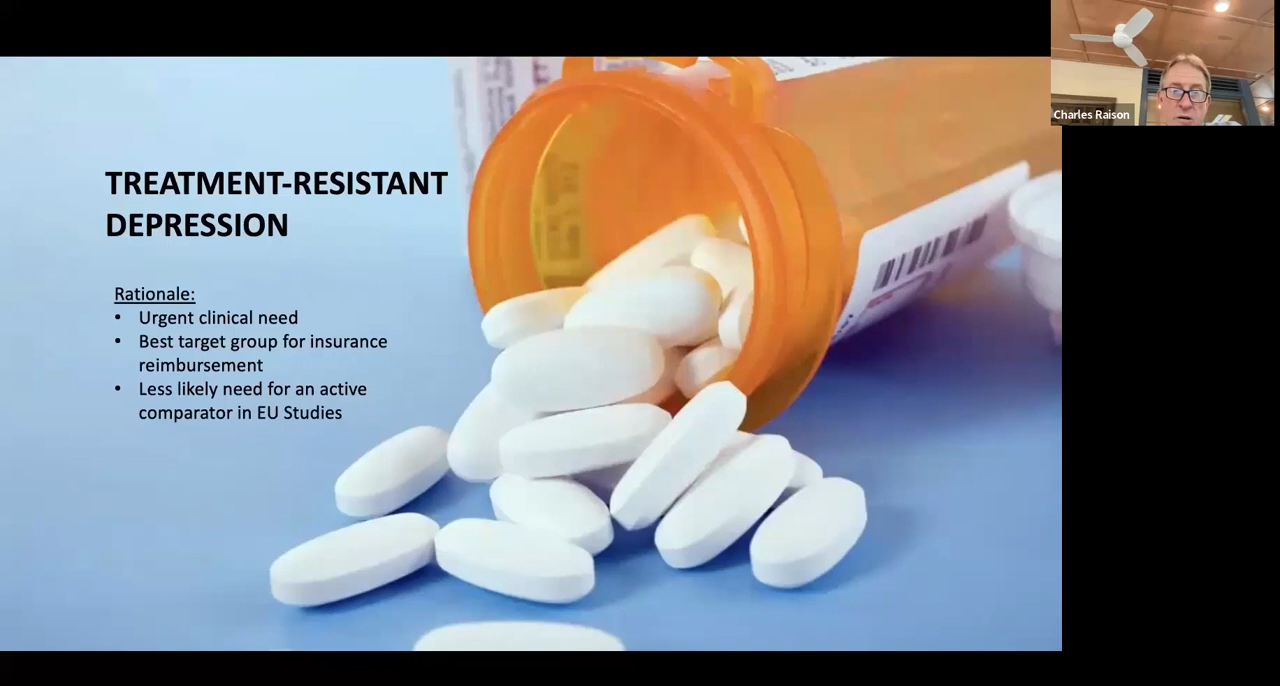 TREATMENT-RESISTANT
DEPRESSION
Rationale:
• Urgent clinical need
• Best target group for insurance
reimbursement
• Less likely need for an active
comparator in EU Studies
Charles Raison